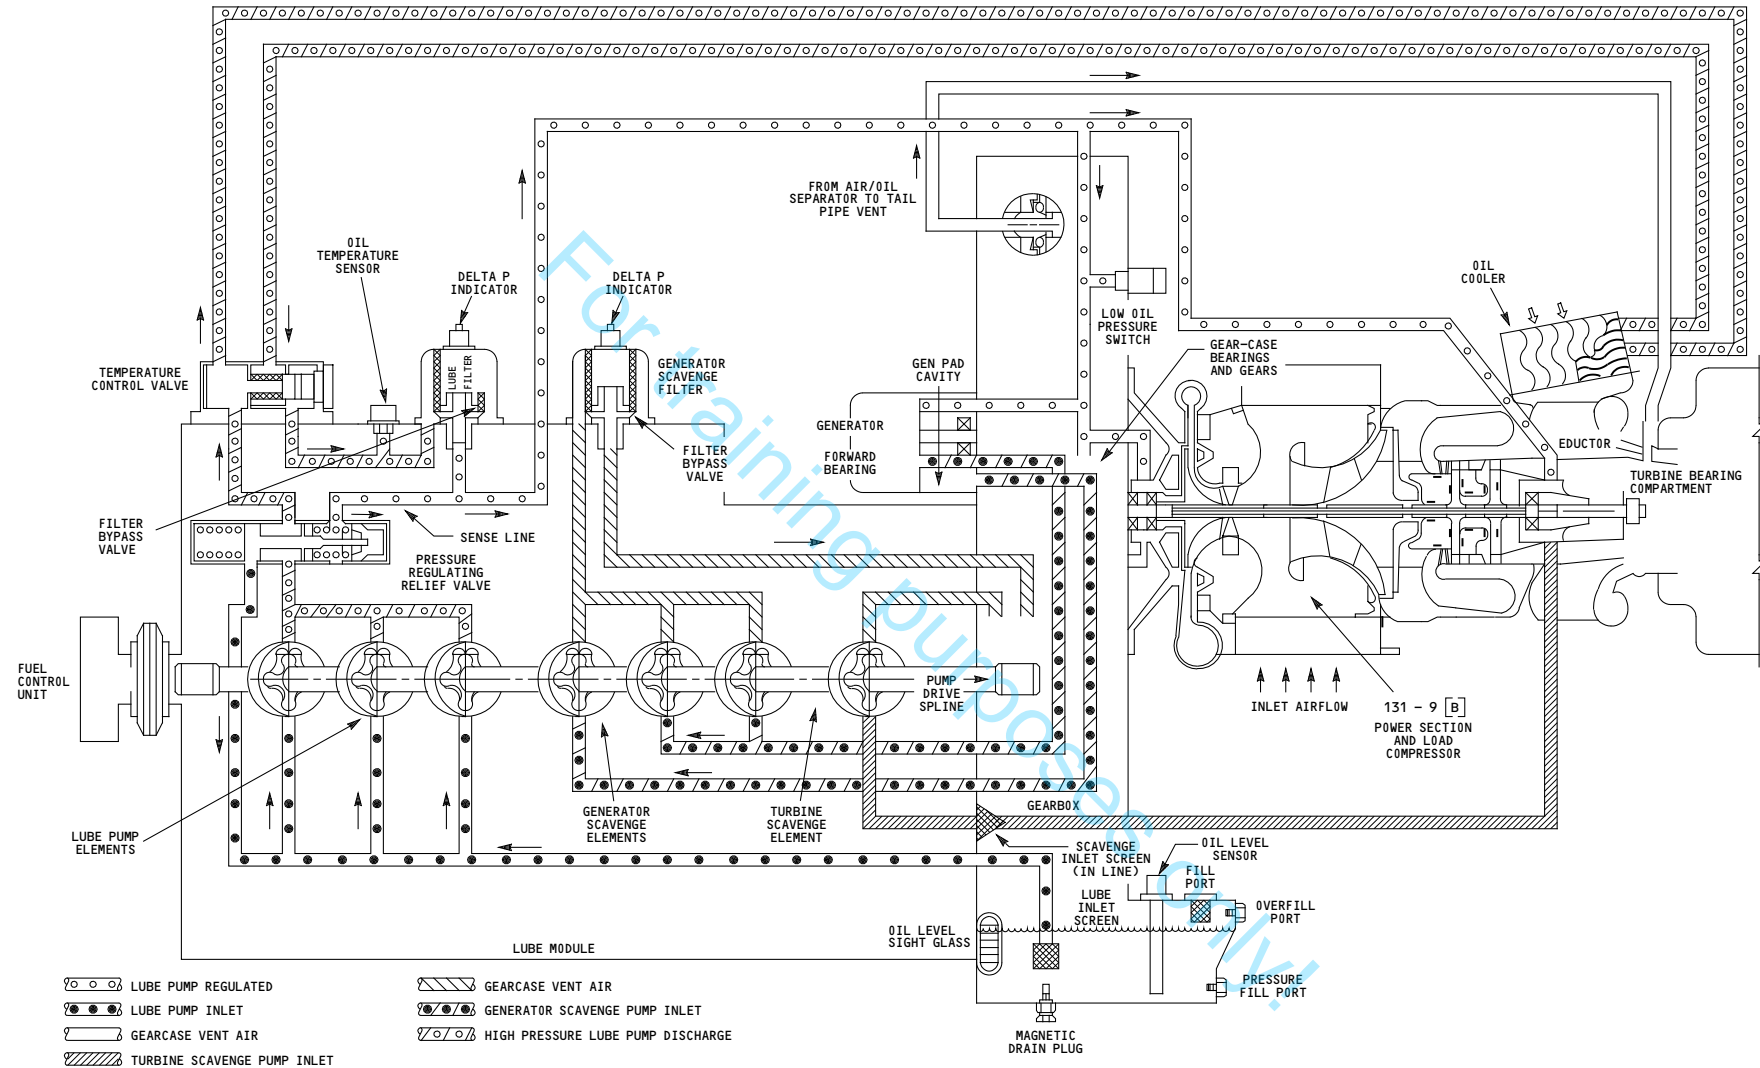 FROM AIR/OIL
SEPARATOR TO TAIL
PIPE VENT
OIL
TEMPERATURE
SENSOR
DELTA P
INDICATOR
DELTA P
INDICATOR
OIL
COOLER
LOW OIL
PRESSURE
SWITCH
TEMPERATURE
CONTROL VALVE
LUBE
FILTER
GENERATOR
SCAVENGE
FILTER
GEN PAD
CAVITY
GEAR-CASE
BEARINGS
AND GEARS
GENERATOR
FORWARD
BEARING
FILTER
BYPASS
VALVE
EDUCTOR
TURBINE BEARING
COMPARTMENT
FILTER
BYPASS
VALVE
SENSE LINE
PRESSURE
REGULATING
RELIEF VALVE
FUEL
CONTROL
UNIT
PUMP
DRIVE
SPLINE
INLET AIRFLOW
131 - 9 [B]
POWER SECTION
AND LOAD
COMPRESSOR
LUBE PUMP
ELEMENTS
GENERATOR
SCAVENGE
ELEMENTS
TURBINE
SCAVENGE
ELEMENT
GEARBOX
SCAVENGE
INLET SCREEN
(IN LINE)
OIL LEVEL
SENSOR
FILL
PORT
LUBE
INLET
SCREEN
OVERFILL
PORT
OIL LEVEL
SIGHT GLASS
LUBE MODULE
PRESSURE
FILL PORT
MAGNETIC
DRAIN PLUG
LUBE PUMP REGULATED
LUBE PUMP INLET
GEARCASE VENT AIR
TURBINE SCAVENGE PUMP INLET
GEARCASE VENT AIR
GENERATOR SCAVENGE PUMP INLET
HIGH PRESSURE LUBE PUMP DISCHARGE
For training purposes only!